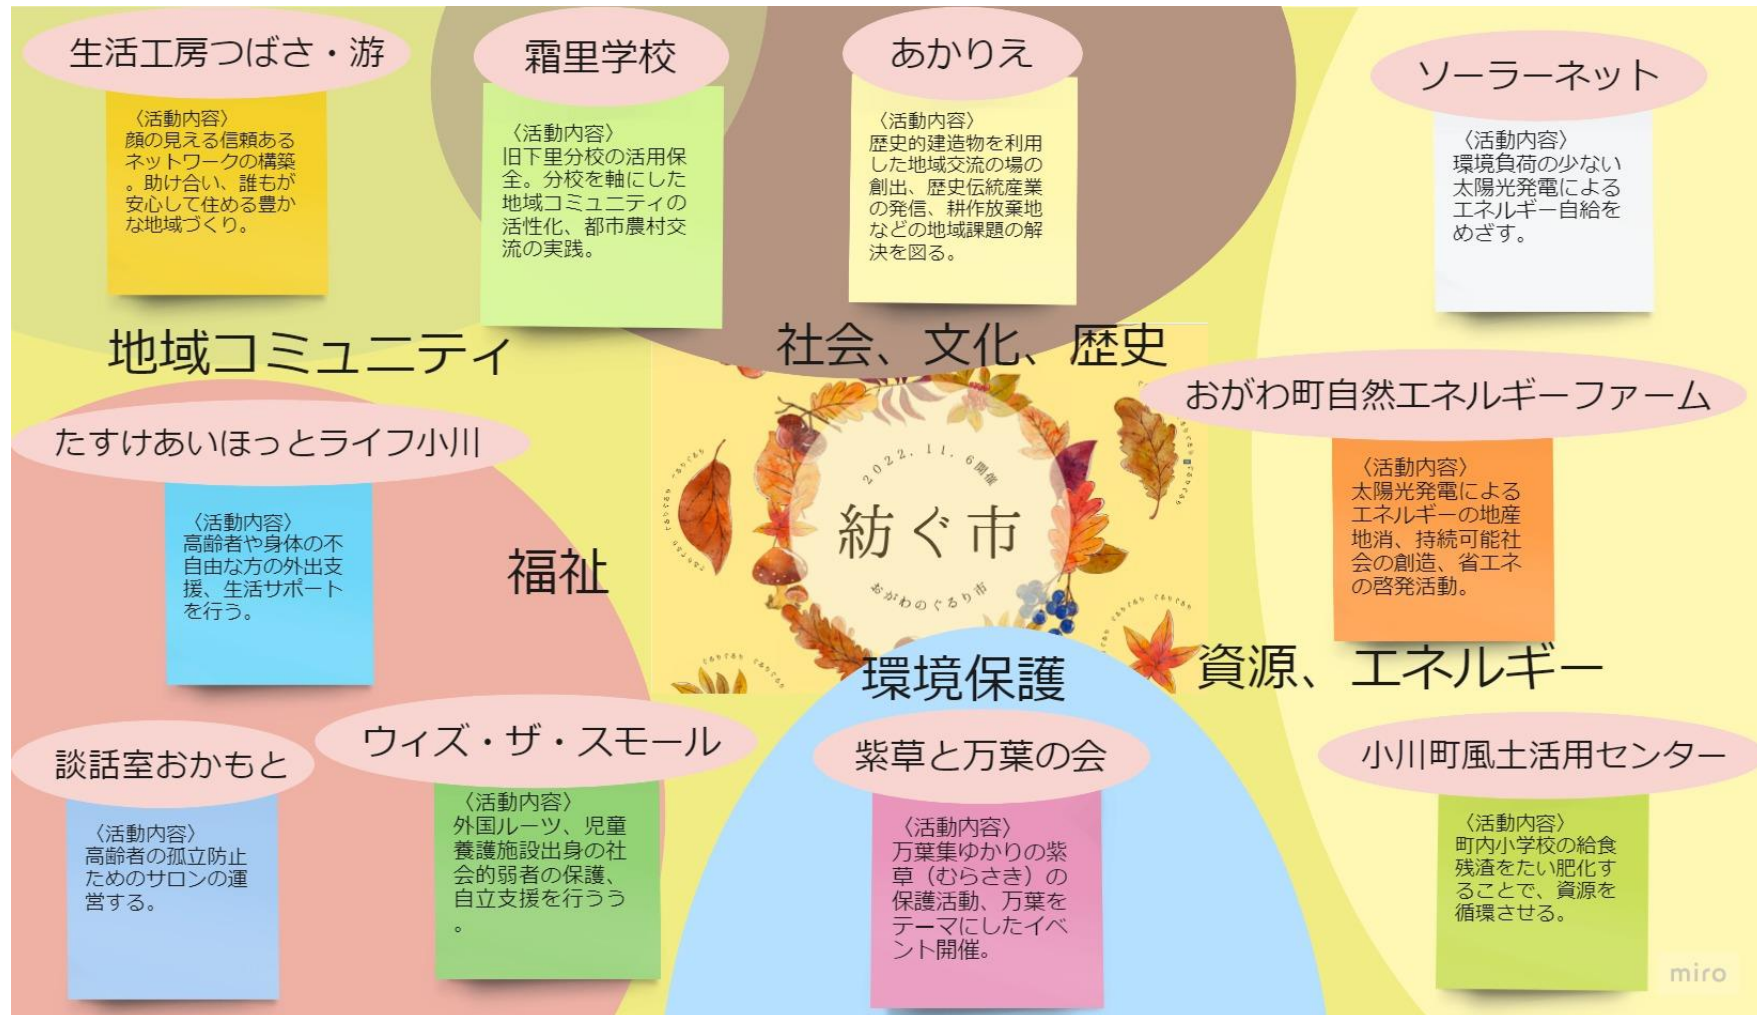 生活工房つばさ・游
〈活動内容〉
顔の見える信頼ある
ネットワークの構築
。助け合い、誰もが
安心して住める豊か
な地域づくり。
霜里学校
〈活動内容〉
旧下里分校の活用保
全。分校を軸にした
地域コミュニティの
活性化、都市農村交
流の実践。
あかりえ
〈活動内容〉
歴史的建造物を利用
した地域交流の場の
創出、歴史伝統産業
の発信、耕作放棄地
などの地域課題の解
決を図る。
ソーラーネット
〈活動内容〉
環境負荷の少ない
太陽光発電による
エネルギー自給を
めざす。
地域コミュニティ
社会、文化、歴史
おがわ町自然エネルギーファーム
〈活動内容〉
太陽光発電による
エネルギーの地産
地消、持続可能社
会の創造、省エネ
の啓発活動。
たすけあいほっとライフ小川
〈活動内容〉
高齢者や身体の不
自由な方の外出支
援、生活サポート
を行う。
福祉
2022.11.6開催
紡ぐ市
おがわのぐるり市
環境保護
資源、エネルギー
談話室おかもと
〈活動内容〉
高齢者の孤立防止
ためのサロンの運
営する。
ウィズ・ザ・スモール
〈活動内容〉
外国ルーツ、児童
養護施設出身の社
会的弱者の保護、
自立支援を行うう
。
紫草と万葉の会
〈活動内容〉
万葉集ゆかりの紫
草（むらさき）の
保護活動、万葉を
テーマにしたイベ
ント開催。
小川町風土活用センター
〈活動内容〉
町内小学校の給食
残渣をたい肥化す
ることで、資源を
循環させる。
miro